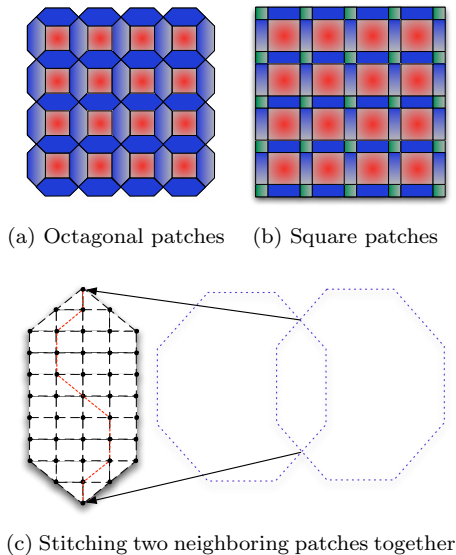 (a) Octagonal patches
(b) Square patches
(c) Stitching two neighboring patches together